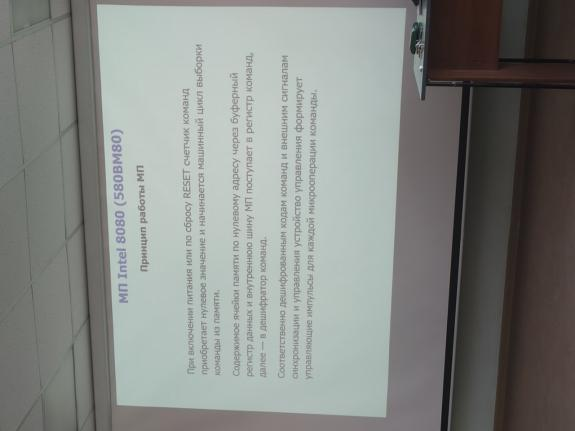 МП Intel 8080 (580ВМ80)
Принцип работы МП
При включении питания или по сбросу RESET счетчик команд
приобретает нулевое значение и начинается машинный цикл выборки
команды из памяти.
Содержимое ячейки памяти по нулевому адресу через буферный
регистр данных и внутреннюю шину МП поступает в регистр команд,
далее — в дешифратор команд.
Соответственно дешифрованным кодам команд и внешним сигналам
синхронизации и управления устройство управления формирует
управляющие импульсы для каждой микрооперации команды.